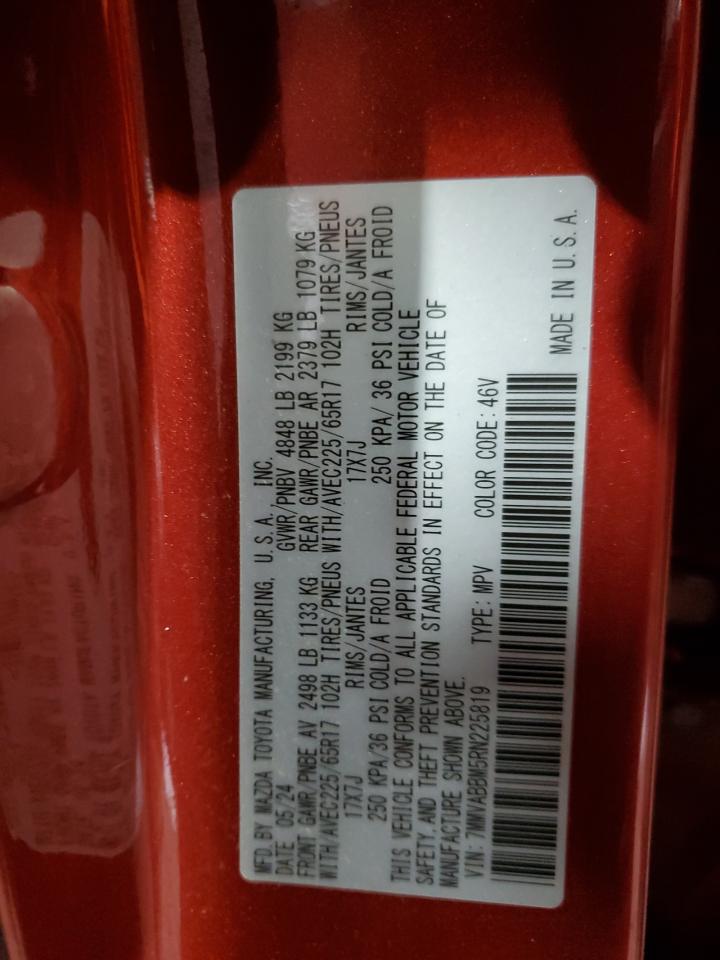 MFD. BY MAZDA TOYOTA MANUFACTURING, U.S.A. INC.
DATE 05/24 GVWR/PNBV 4848 LB 2199 KG
FRONT GAWR/PNBE AV 2498 LB 1133 KG REAR GAWR/PNBE AR 2379 LB 1079 KG
WITH/AVEC225/65R17 102H TIRES/PNEUS WITH/AVEC225/65R17 102H TIRES/PNEUS
17X7J RIMS/JANTES 17X7J RIMS/JANTES
250 KPA/36 PSI COLD/A FROID 250 KPA/ 36 PSI COLD/A FROID
THIS VEHICLE CONFORMS TO ALL APPLICABLE FEDERAL MOTOR VEHICLE
SAFETY,AND THEFT PREVENTION STANDARDS IN EFFECT ON THE DATE OF
MANUFACTURE SHOWN ABOVE.
VIN: 7MMVABBM5RN225819 TYPE: MPV COLOR CODE: 46V
MADE IN U.S.A.